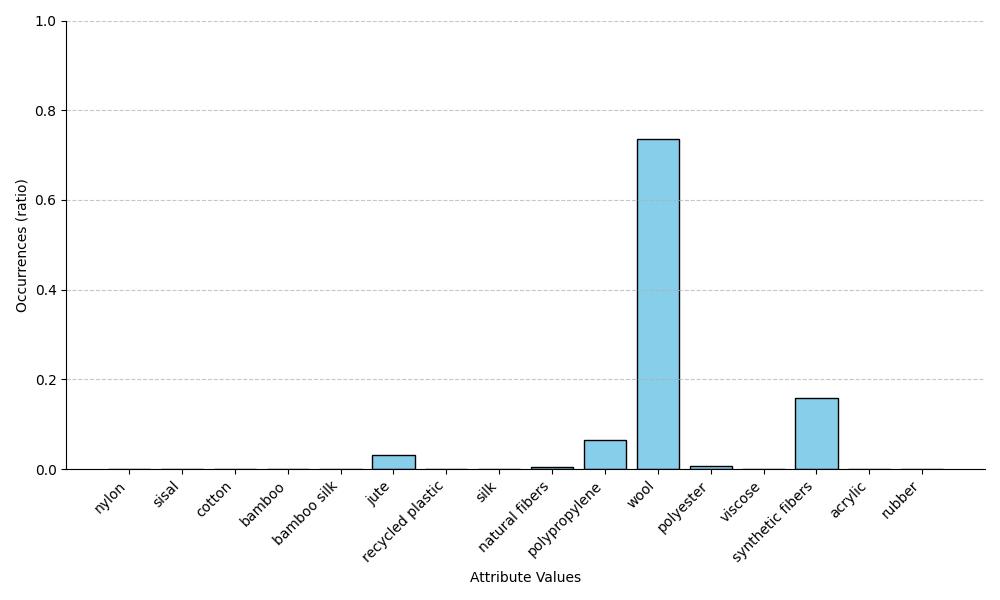 1.0
0.8
0.6
0.4
0.2
0.0
Occurrences (ratio)
nylon
sisal
cotton
bamboo
bamboo silk
jute
recycled plastic
silk
natural fibers
polypropylene
wool
polyester
viscose
synthetic fibers
acrylic
rubber
Attribute Values